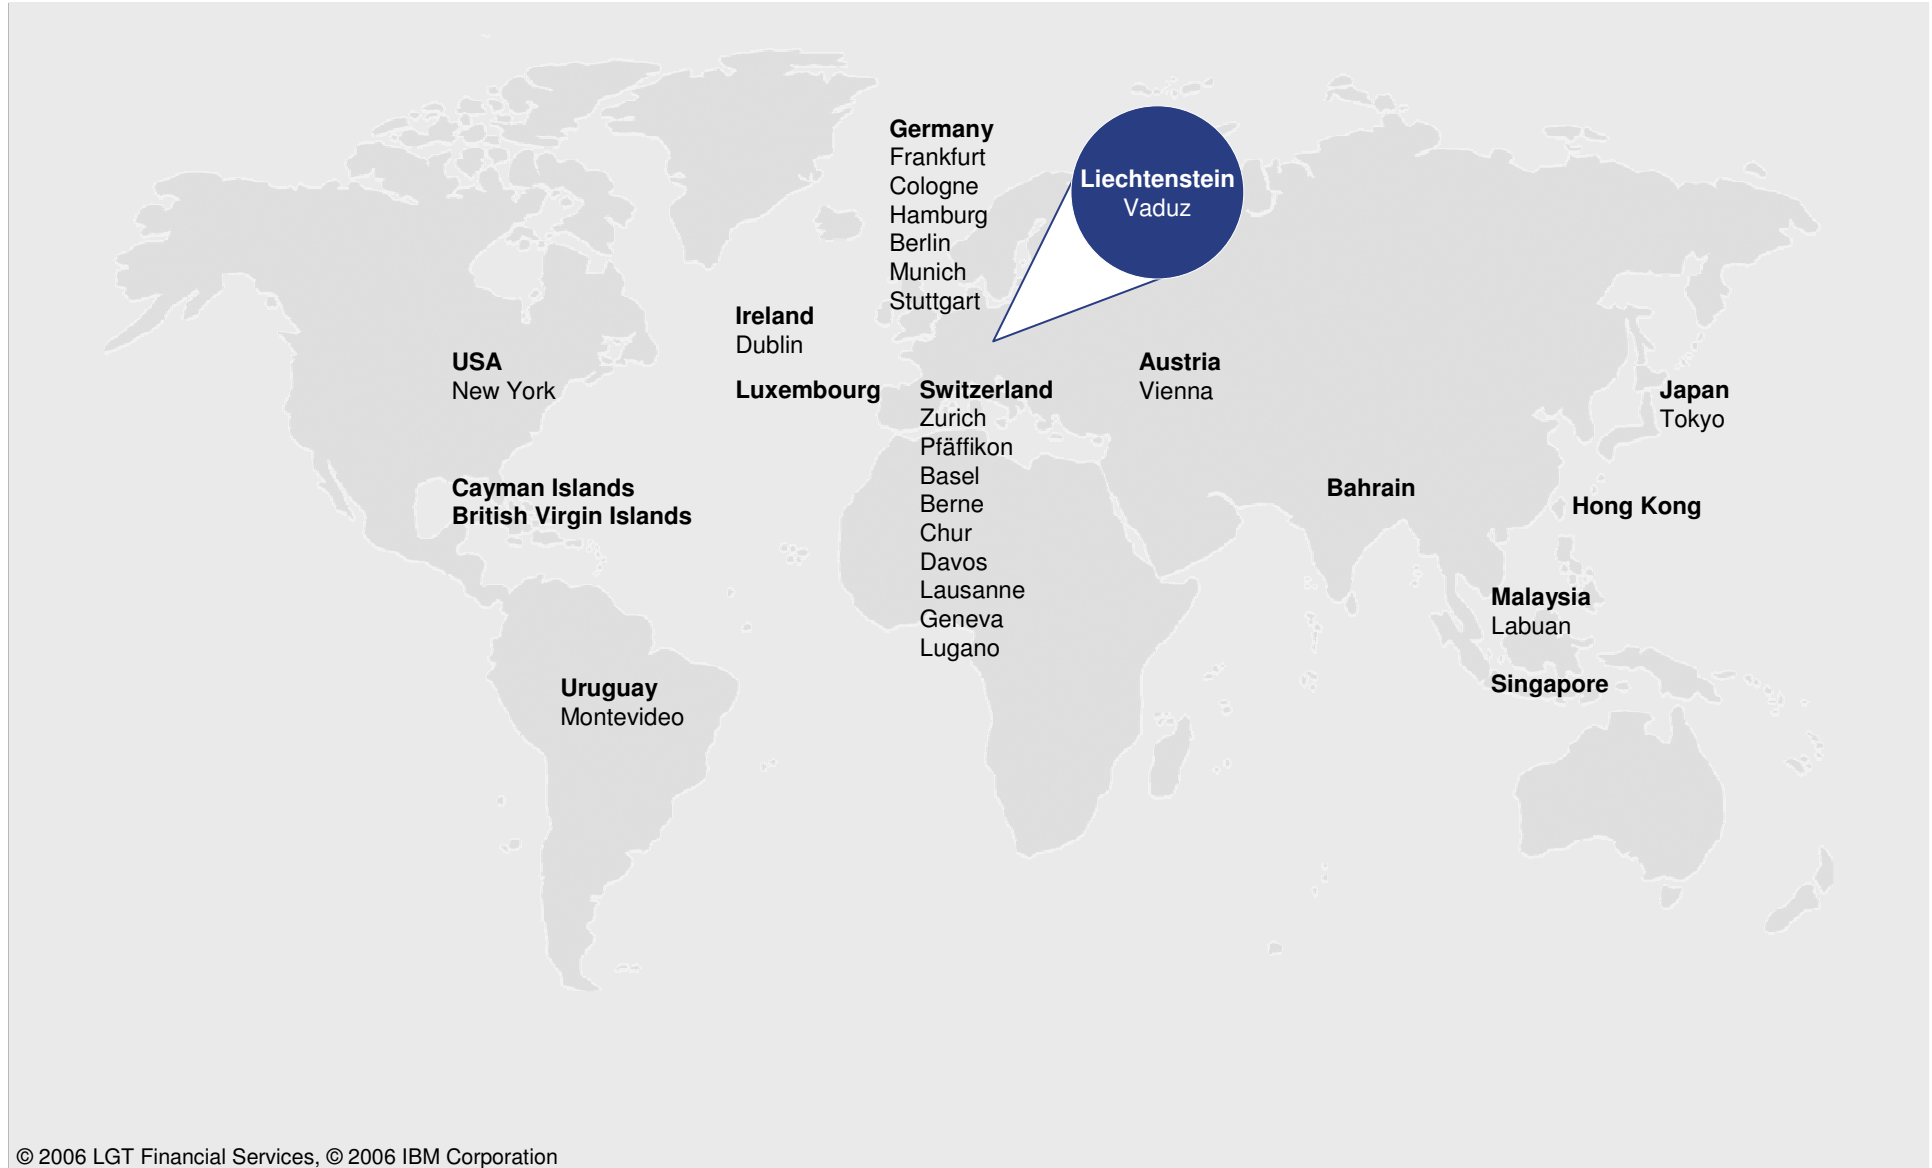 Germany
Frankfurt
Cologne
Hamburg
Berlin
Munich
Stuttgart
Liechtenstein
Vaduz
Ireland
Dublin
Luxembourg
USA
New York
Switzerland
Zurich
Pfäffikon
Basel
Berne
Chur
Davos
Lausanne
Geneva
Lugano
Austria
Vienna
Japan
Tokyo
Cayman Islands
British Virgin Islands
Bahrain
Hong Kong
Malaysia
Labuan
Singapore
Uruguay
Montevideo
© 2006 LGT Financial Services, © 2006 IBM Corporation